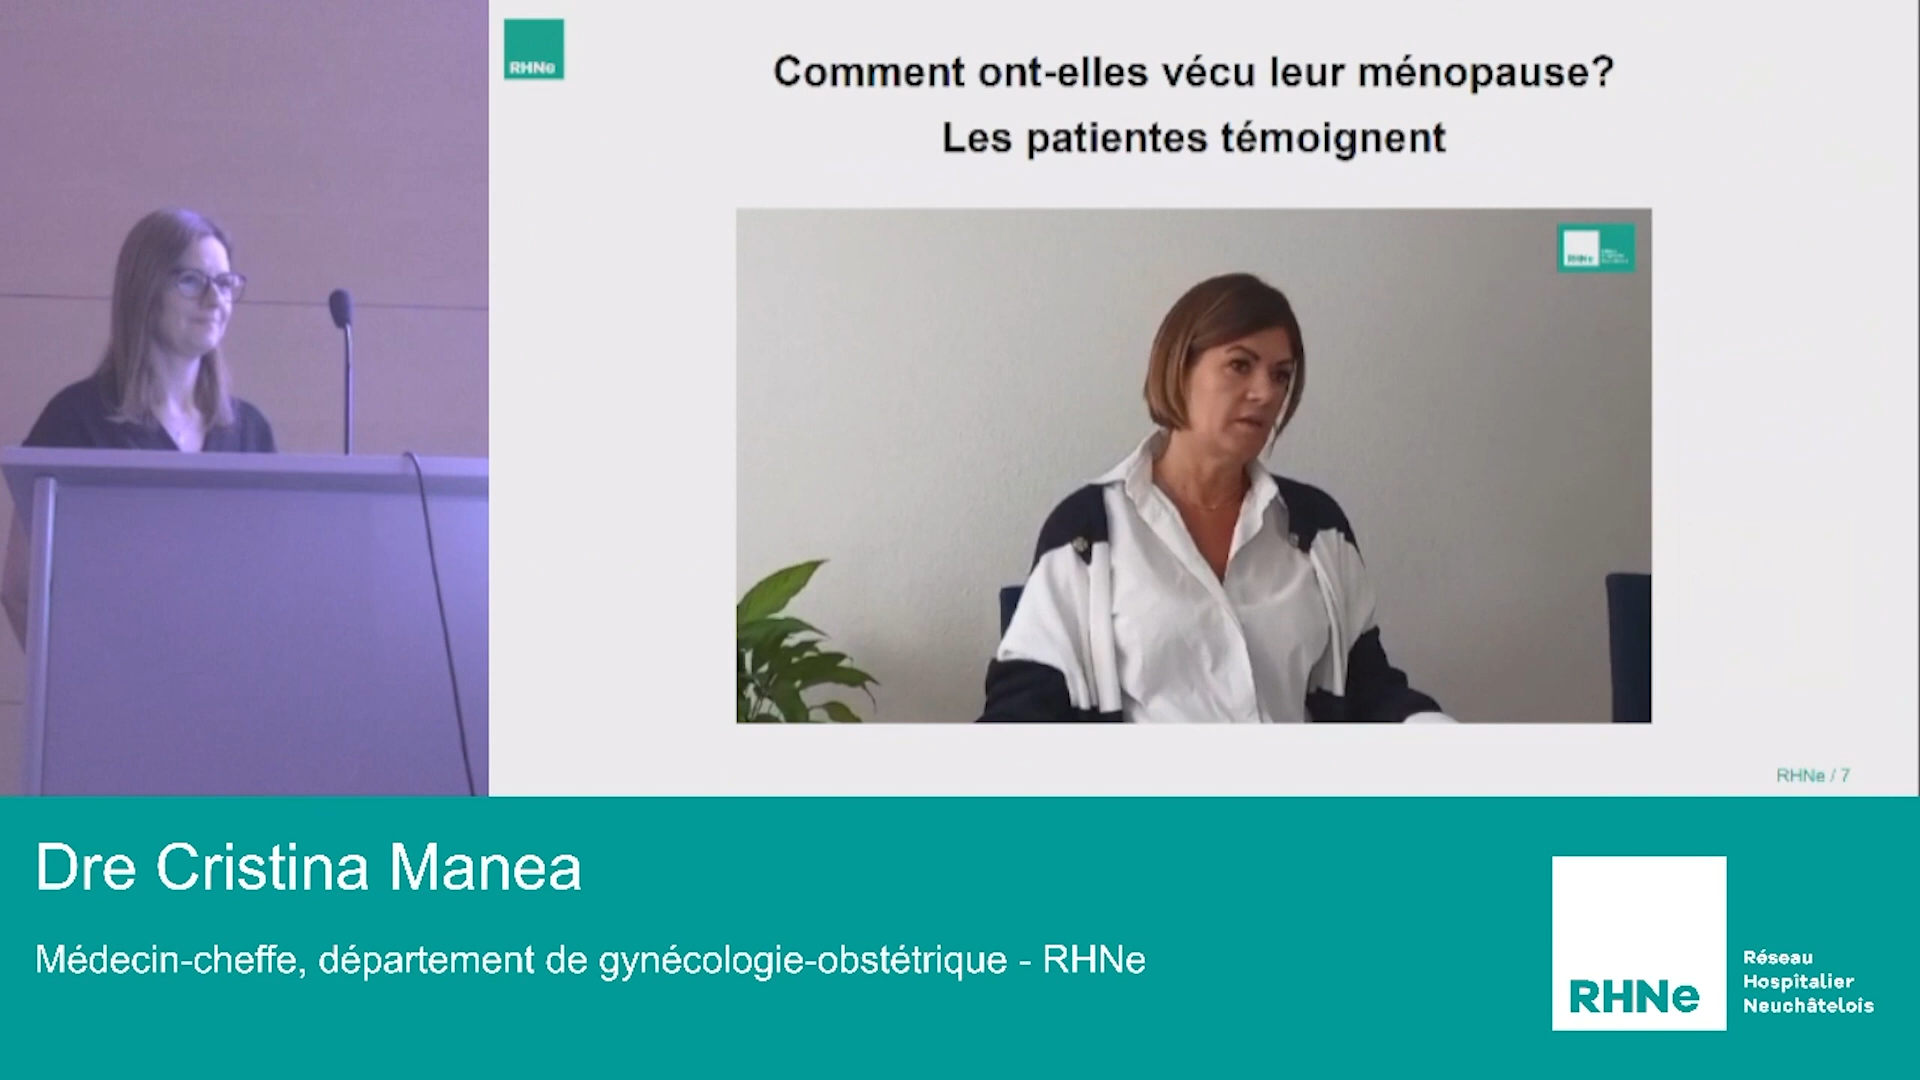 RHNe
Comment ont-elles vécu leur ménopause?
Les patientes témoignent
RHNe
RHNe / 7
Dre Cristina Manea
Médecin-cheffe, département de gynécologie-obstétrique - RHNe
RHNe
Réseau
Hospitalier
Neuchâtelois